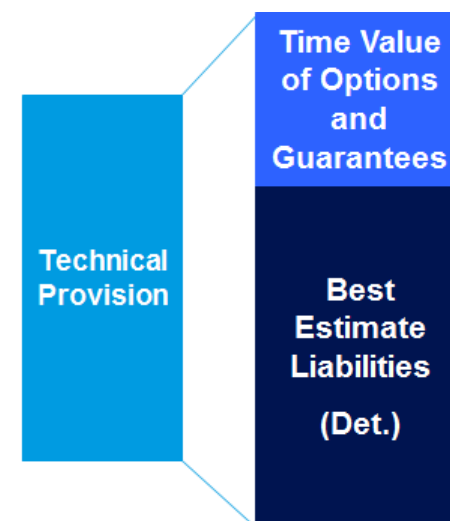 Technical
Provision
Time Value
of Options
and
Guarantees
Best
Estimate
Liabilities
(Det.)